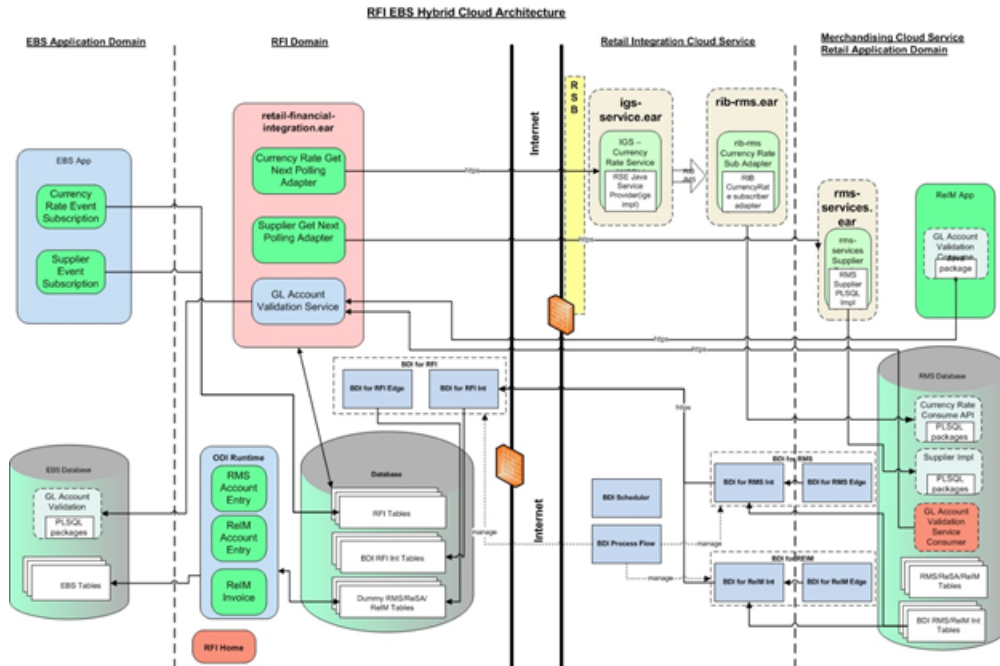 RFI EBS Hybrid Cloud Architecture
EBS Application Domain
RFI Domain
Retail Integration Cloud Service
Merchandising Cloud Service
Retail Application Domain
EBS App
Currency
Rate Event
Subscription
Supplier
Event
Subscription
retail-financial-
integration.ear
Currency Rate Get
Next Polling
Adapter
Supplier Get Next
Polling Adapter
GL Account
Validation Service
Internet
R
S
B
igs-
service.ear
IGS –
Currency
Rate Service
RSE Java
Service
Provider(igs
impl)
RIB
JMS
rib-rms.ear
rib-rms
Currency Rate
Sub Adapter
RIB
CurrencyRat
e subscriber
adapter
https
https
rms-
services.
ear
rms-
services
Supplier
RMS
Supplier
PLSQL
Impl
ReIM App
GL Account
Validation
Consume
package
https
https
BDI for RFI
BDI for RFI Edge
BDI for RFI Int
https
RMS Database
Currency Rate
Consume API
PLSQL
packages
Supplier Impl
PLSQL
packages
GL Account
Validation
Service
Consumer
RMS/ReSA/ReIM
Tables
BDI RMS/ReIM Int
Tables
EBS Database
GL Account
Validation
PLSQL
packages
EBS Tables
ODI Runtime
RMS
Account
Entry
ReIM
Account
Entry
ReIM
Invoice
RFI Home
Database
RFI Tables
BDI RFI Int Tables
Dummy RMS/ReSA/
ReIM Tables
manage
Internet
BDI Scheduler
BDI Process Flow
manage
manage
BDI for RMS
BDI for RMS Int
BDI for RMS Edge
BDI for REIM
BDI for ReIM Int
BDI for ReIM Edge